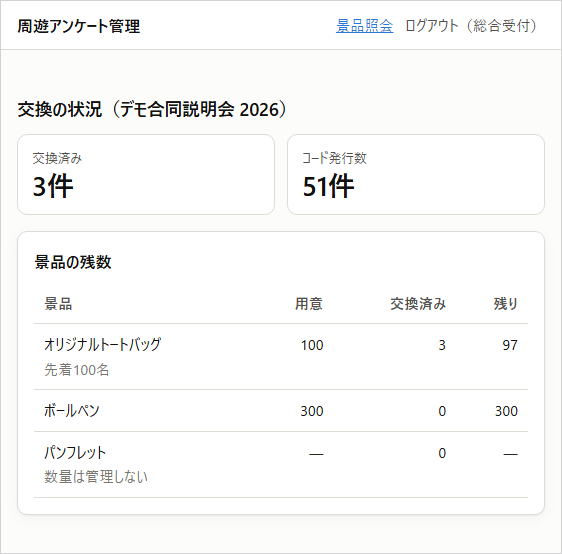 周遊アンケート管理
景品照会 ログアウト（総合受付）
交換の状況（デモ合同説明会 2026）
交換済み
3件
コード発行数
51件
景品の残数
景品 用意 交換済み 残り
オリジナルトートバッグ 100 3 97
先着100名
ボールペン 300 0 300
パンフレット — 0 —
数量は管理しない